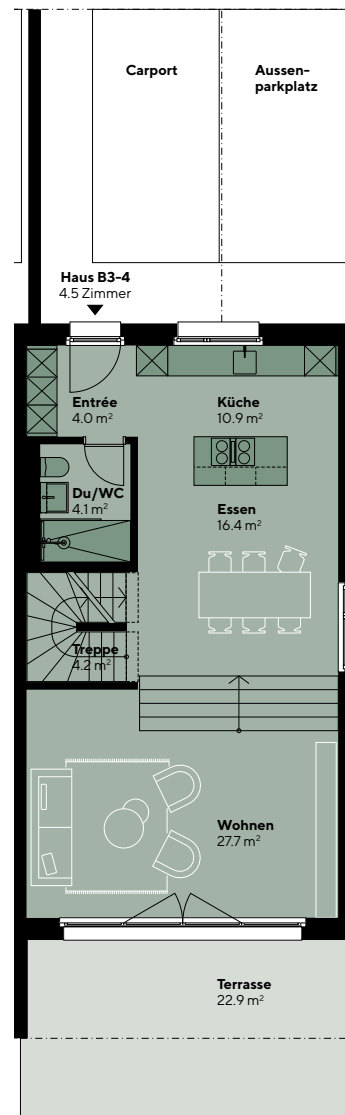 Carport
Aussen-
parkplatz
Haus B3-4
4.5 Zimmer
Entrée
4.0 m²
Küche
10.9 m²
Du/WC
4.1 m²
Essen
16.4 m²
Treppe
4.2 m²
Wohnen
27.7 m²
Terrasse
22.9 m²